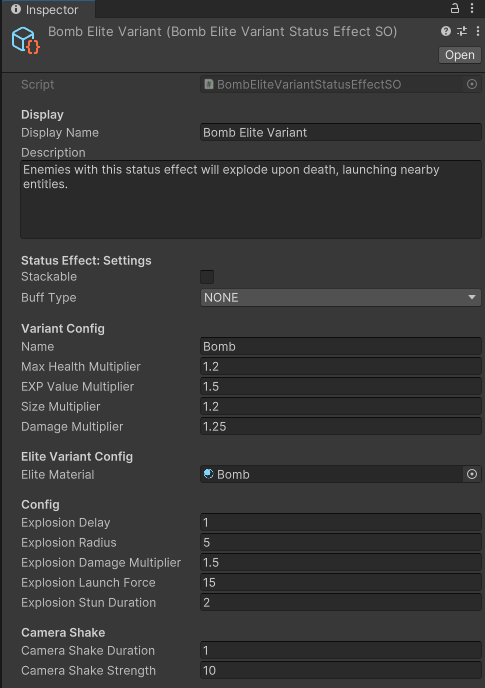 Inspector
Bomb Elite Variant (Bomb Elite Variant Status Effect SO)
Open
Script BombEliteVariantStatusEffectSO
Display
Display Name Bomb Elite Variant
Description
Enemies with this status effect will explode upon death, launching nearby
entities.
Status Effect: Settings
Stackable
Buff Type NONE
Variant Config
Name Bomb
Max Health Multiplier 1.2
EXP Value Multiplier 1.5
Size Multiplier 1.2
Damage Multiplier 1.25
Elite Variant Config
Elite Material Bomb
Config
Explosion Delay 1
Explosion Radius 5
Explosion Damage Multiplier 1.5
Explosion Launch Force 15
Explosion Stun Duration 2
Camera Shake
Camera Shake Duration 1
Camera Shake Strength 10